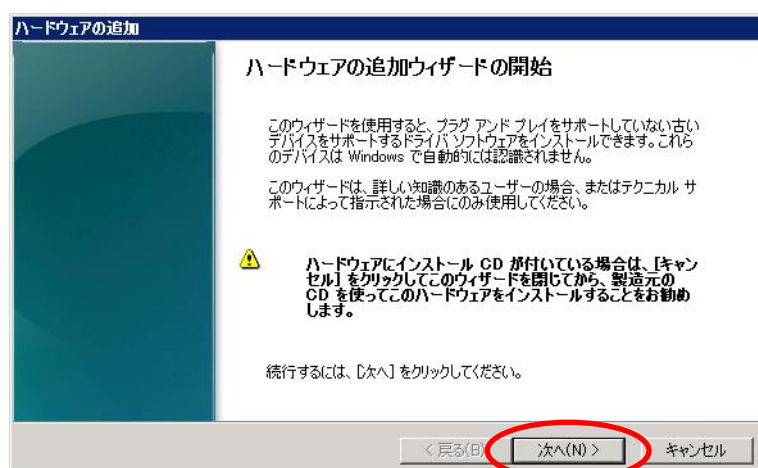 ハードウェアの追加
ハードウェアの追加ウィザードの開始
このウィザードを使用すると、プラグ アンド プレイをサポートしていない古い
デバイスをサポートするドライバ ソフトウェアをインストールできます。これら
のデバイスは Windows で自動的には認識されません。
このウィザードは、詳しい知識のあるユーザーの場合、またはテクニカル サ
ポートによって指示された場合にのみ使用してください。
ハードウェアにインストール CD が付いている場合は、[キャン
セル] をクリックしてこのウィザードを閉じてから、製造元の
CD を使ってこのハードウェアをインストールすることをお勧め
します。
続行するには、[次へ] をクリックしてください。
< 戻る(B) 次へ(N) > キャンセル